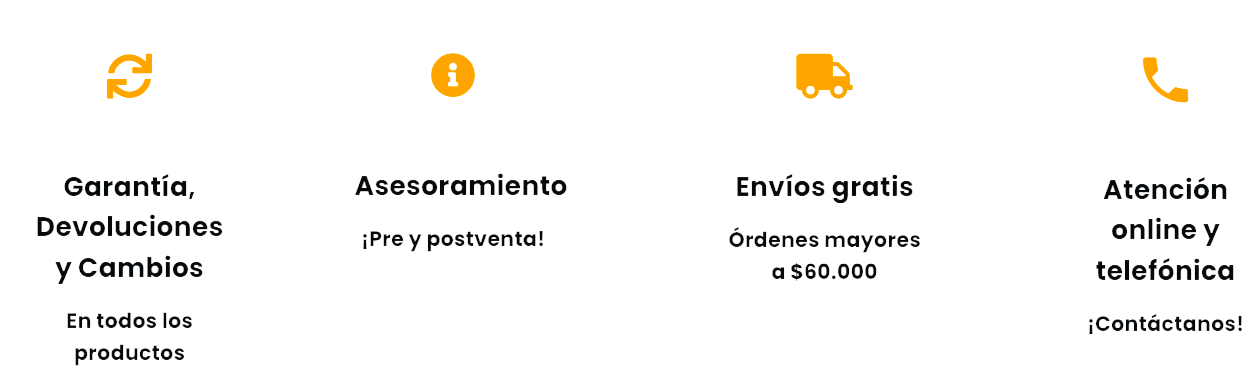 Garantía,
Devoluciones
y Cambios
En todos los
productos
Asesoramiento
¡Pre y postventa!
Envíos gratis
Órdenes mayores
a $60.000
Atención
online y
telefónica
¡Contáctanos!